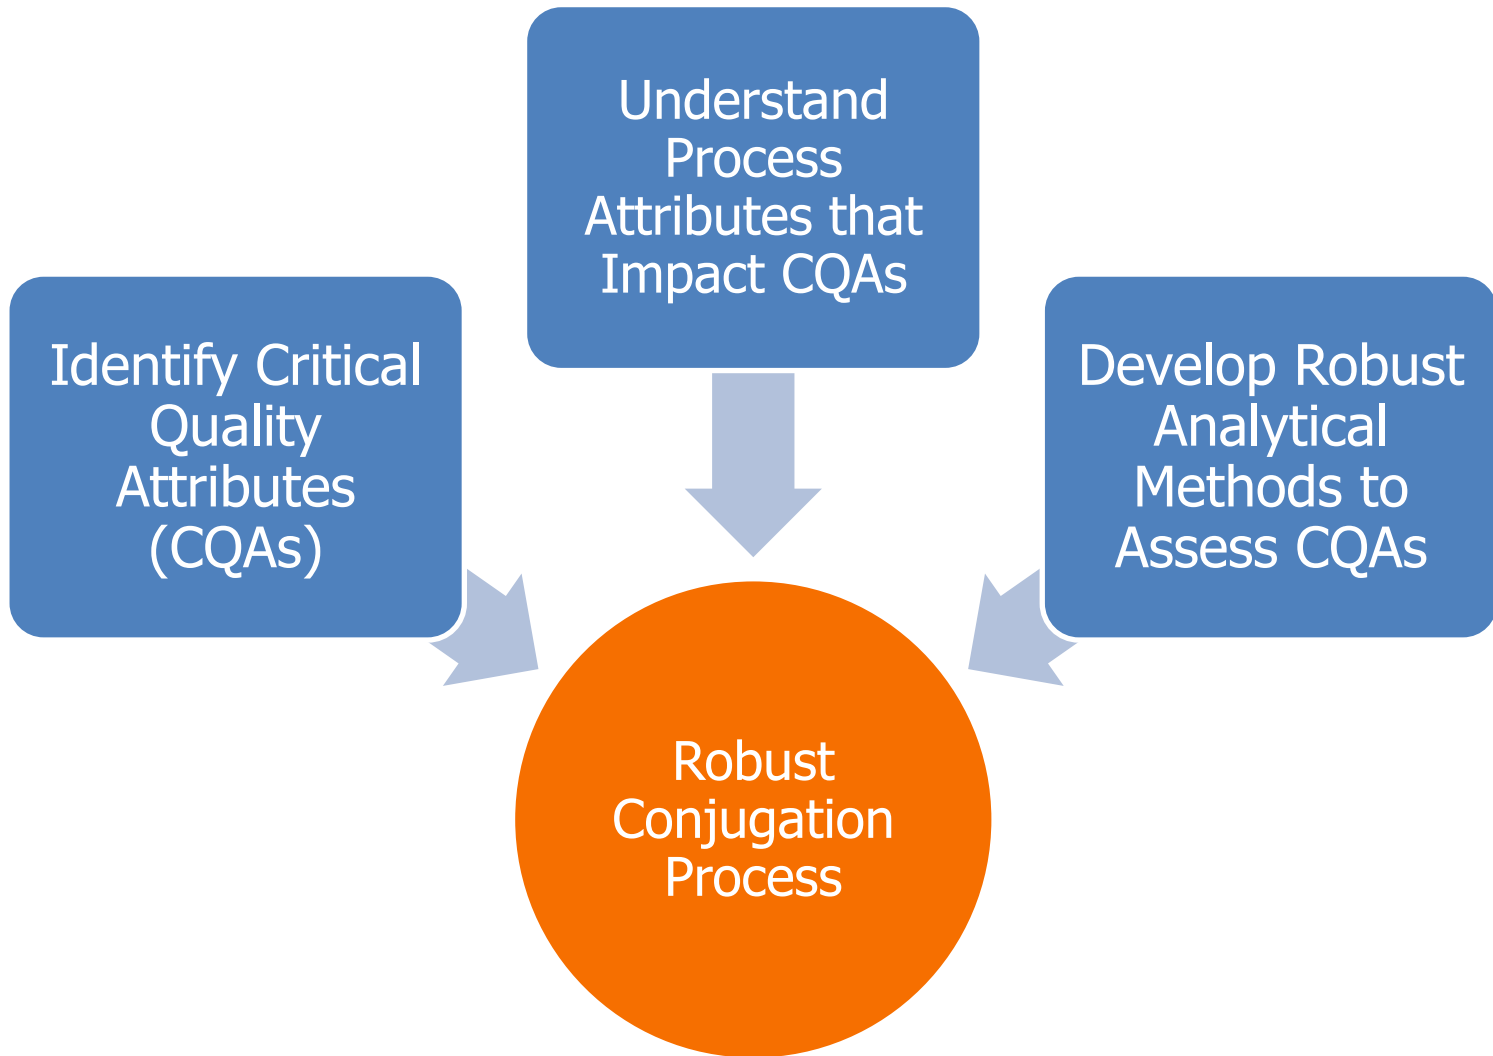 Identify Critical
Quality
Attributes
(CQAs)
Understand
Process
Attributes that
Impact CQAs
Develop Robust
Analytical
Methods to
Assess CQAs
Robust
Conjugation
Process